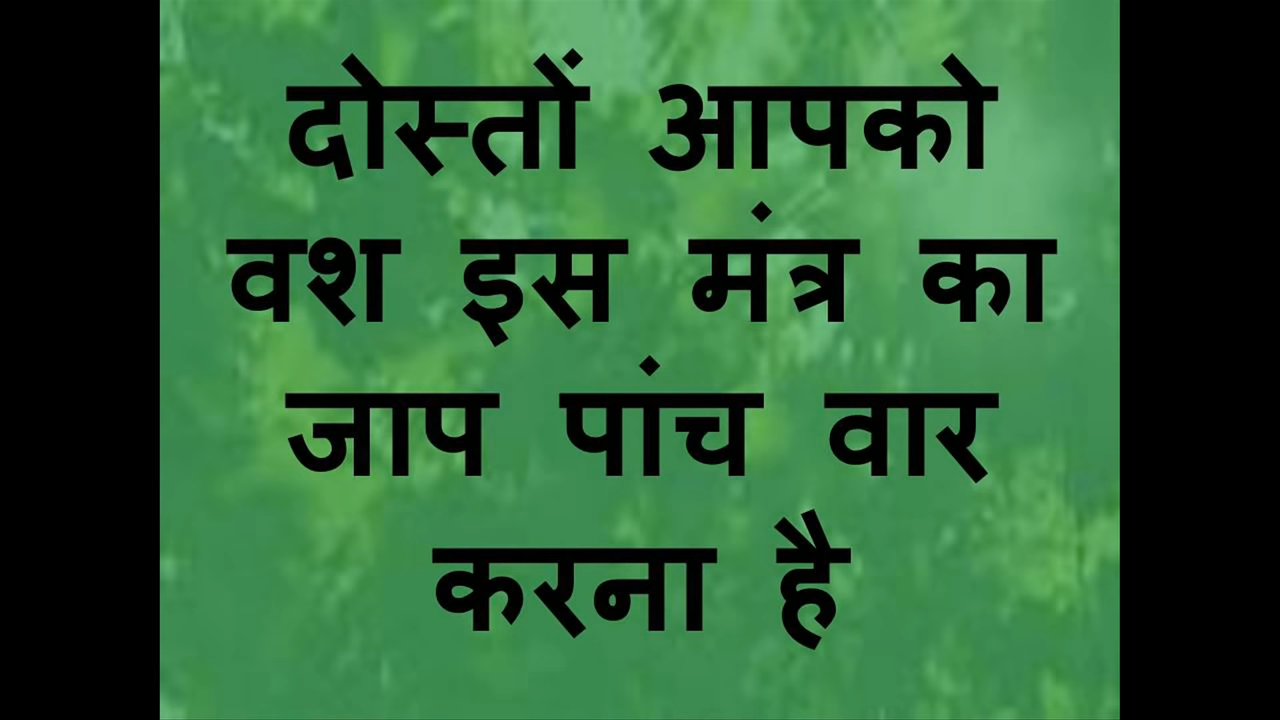 दोस्तों आपको
वश इस मंत्र का
जाप पांच वार
करना है